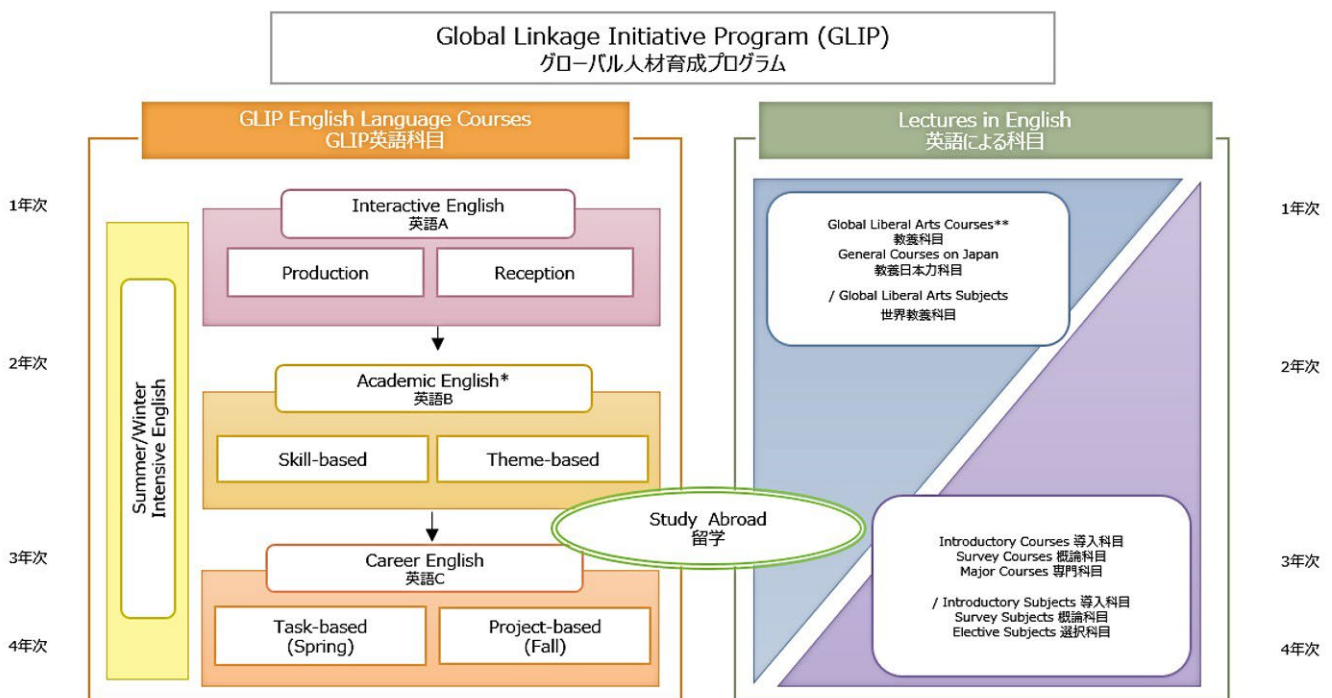 Global Linkage Initiative Program (GLIP)
グローバル人材育成プログラム
GLIP English Language Courses
GLIP英語科目
Lectures in English
英語による科目
1年次
2年次
3年次
4年次
Summer/Winter
Intensive English
Interactive English
英語A
Production
Reception
Academic English*
英語B
Skill-based
Theme-based
Career English
英語C
Task-based
(Spring)
Project-based
(Fall)
Study Abroad
留学
Global Liberal Arts Courses**
教養科目
General Courses on Japan
教養日本力科目
/ Global Liberal Arts Subjects
世界教養科目
Introductory Courses 導入科目
Survey Courses 概論科目
Major Courses 専門科目
/ Introductory Subjects 導入科目
Survey Subjects 概論科目
Elective Subjects 選択科目
1年次
2年次
3年次
4年次